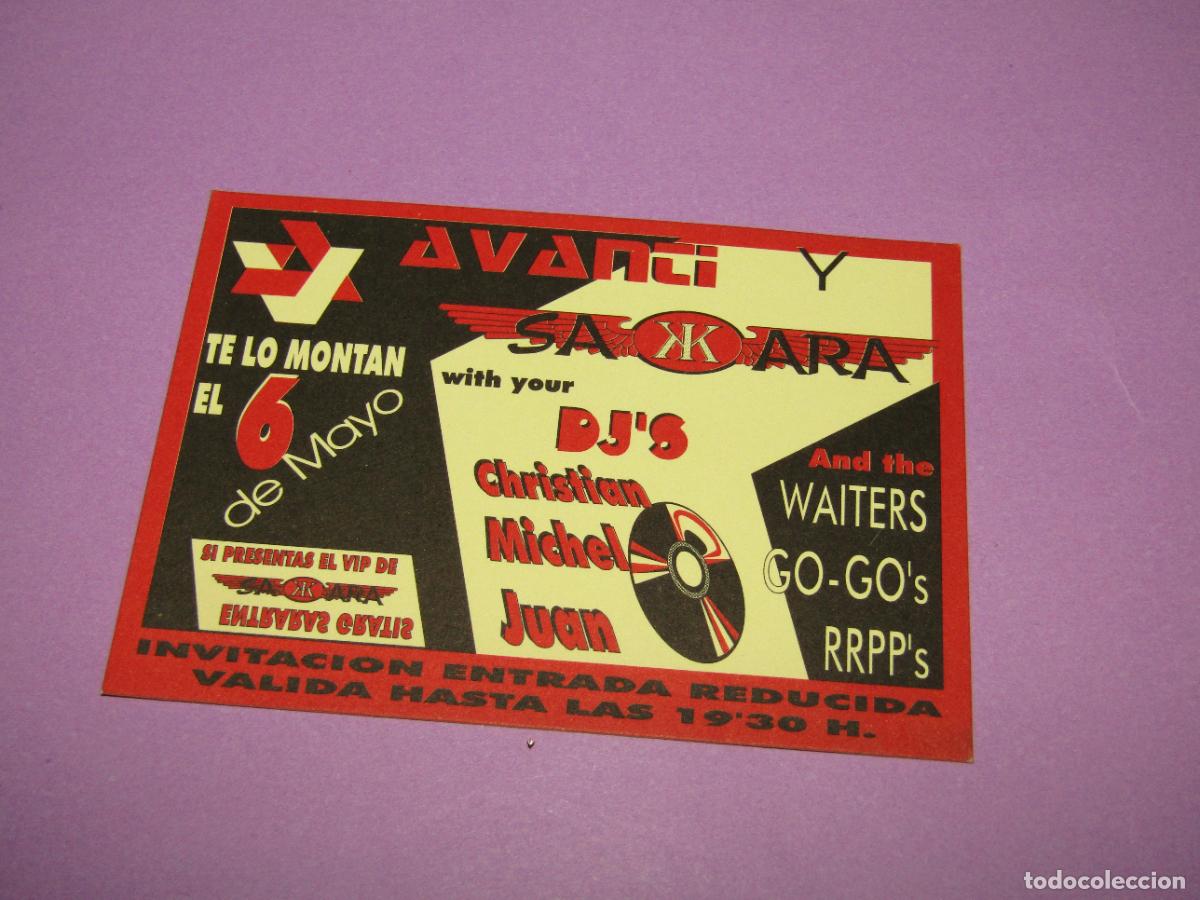 AVANTI Y
SAKKARA
TE LO MONTAN
EL 6
de Mayo
with your
DJ'S
Christian
Michel
Juan
And the
WAITERS
GO-GO's
RRPP's
SI PRESENTAS EL VIP DE
SAKKARA
ENTRARAS GRATIS
INVITACION ENTRADA REDUCIDA
VALIDA HASTA LAS 19'30 H.
todocoleccion